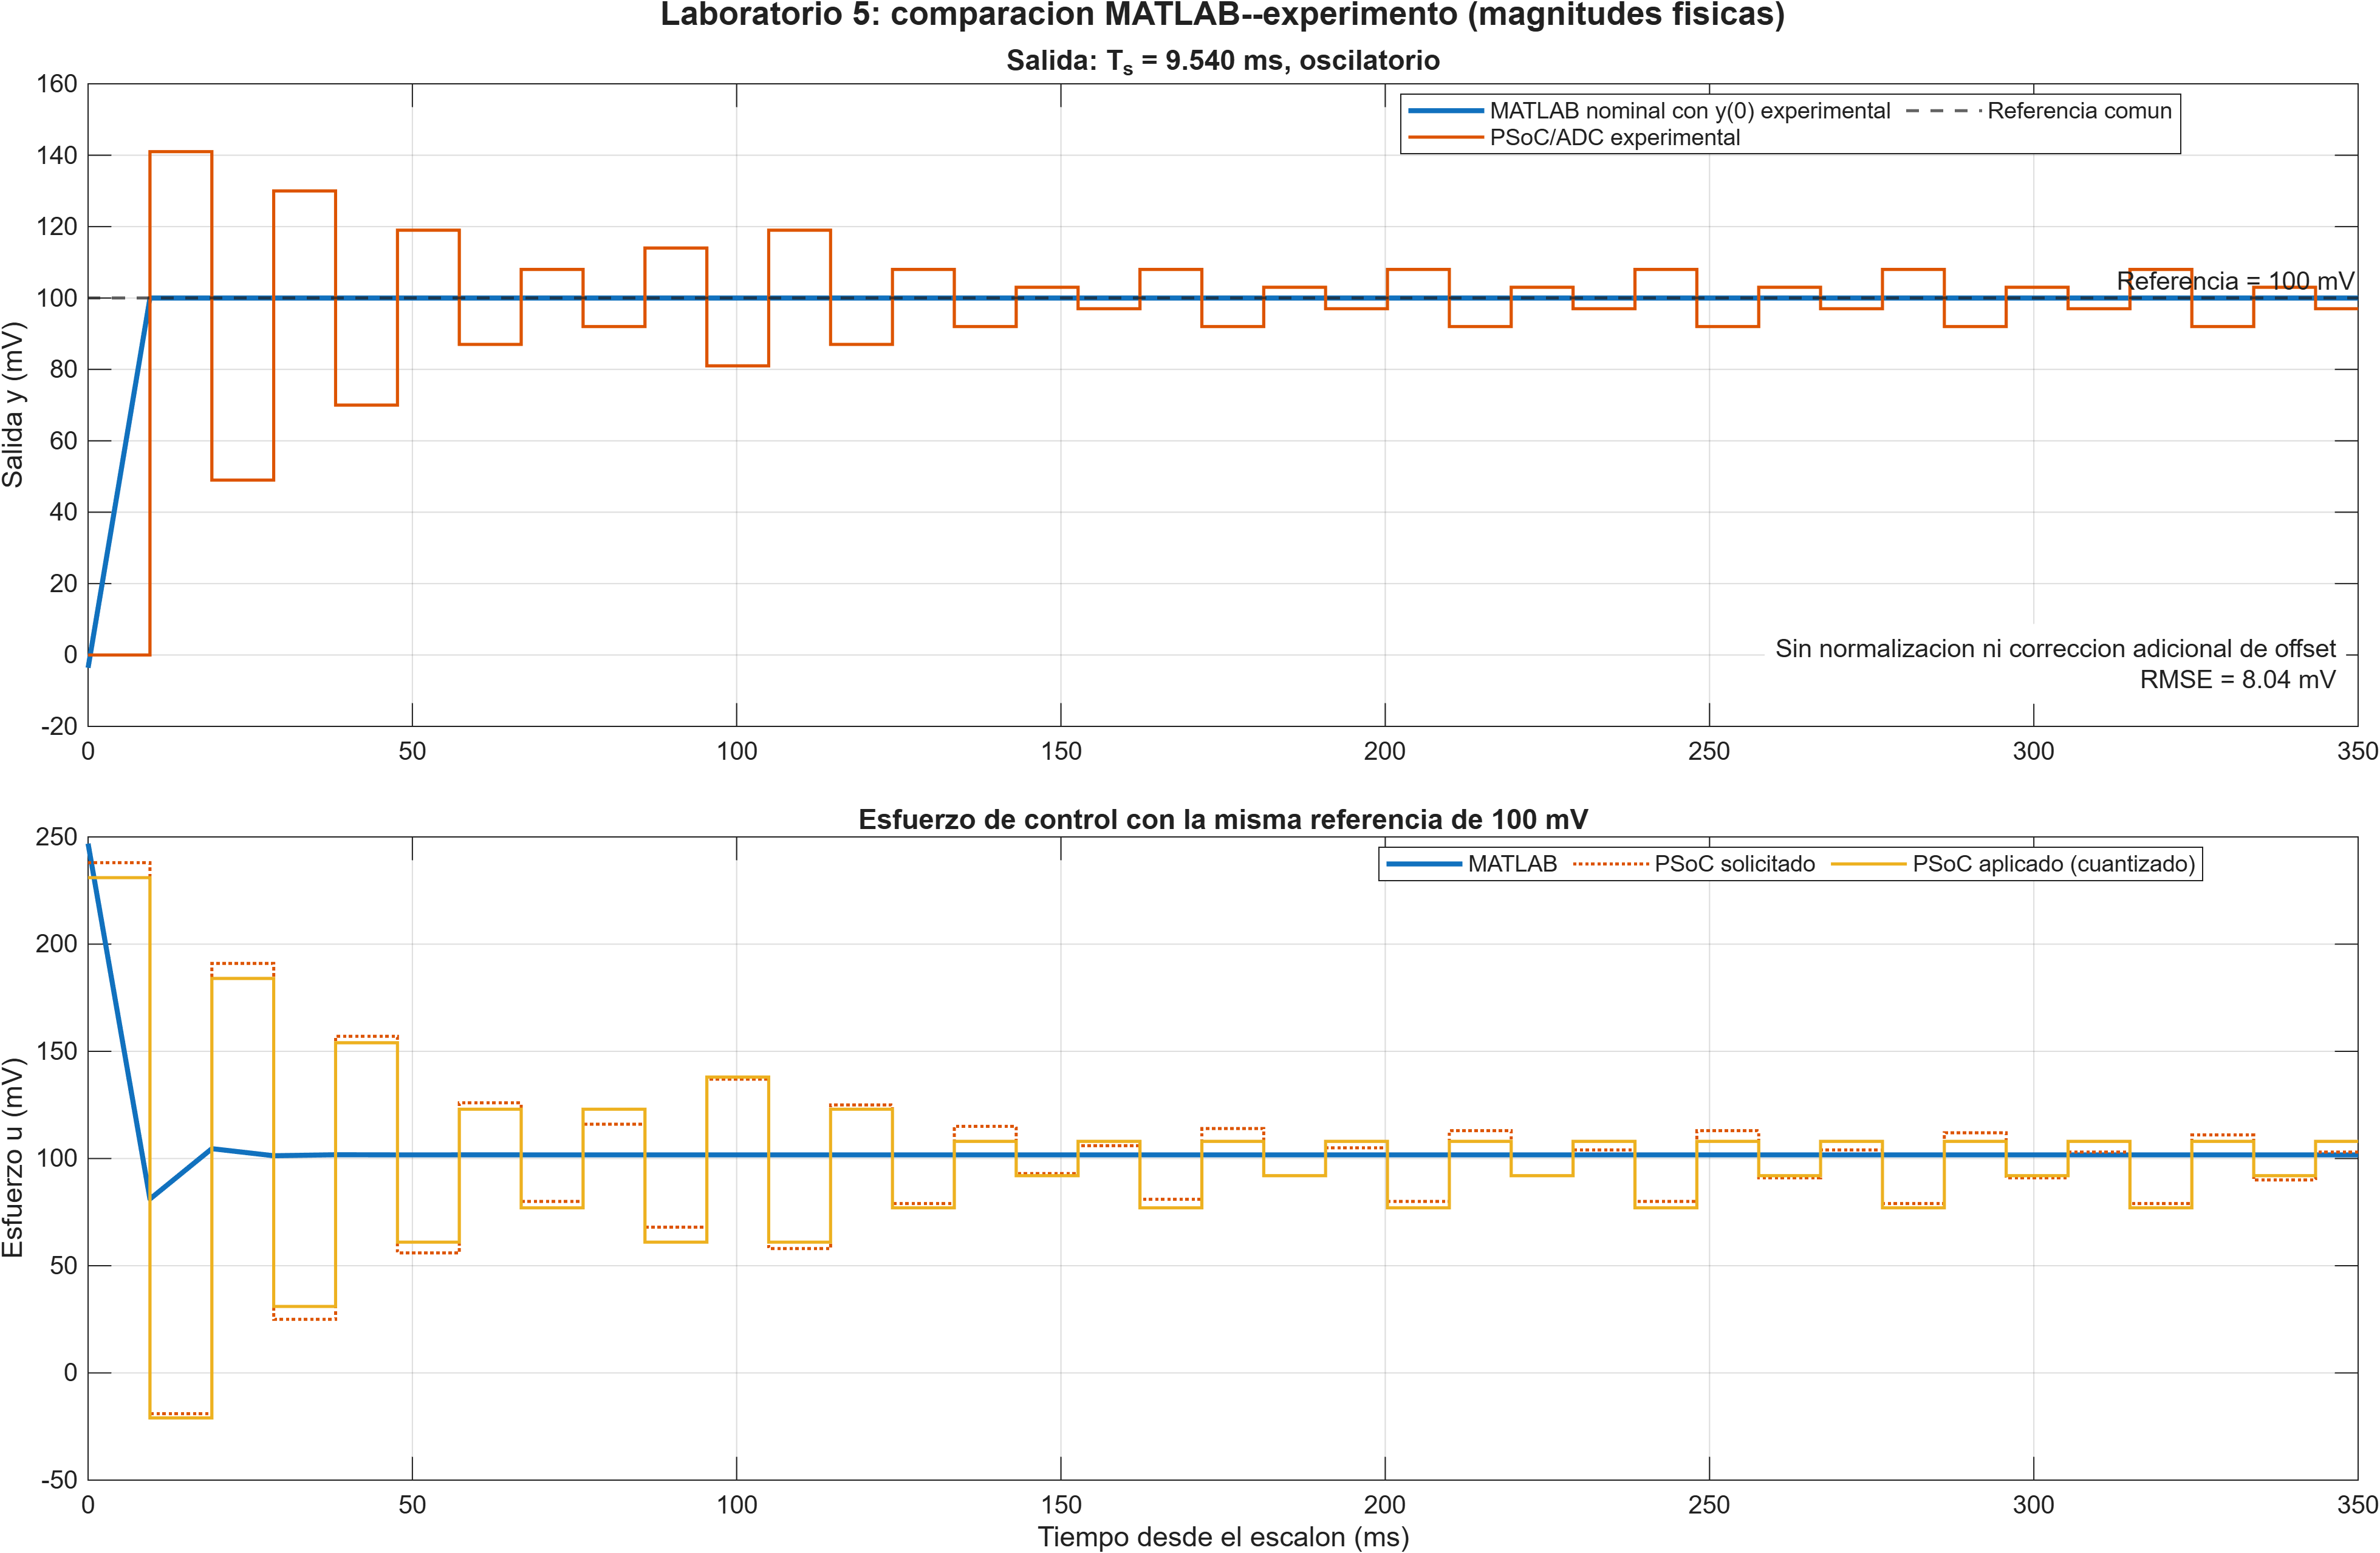 Laboratorio 5: comparacion MATLAB--experimento (magnitudes fisicas)
Salida: Ts = 9.540 ms, oscilatorio
160
140
120
100
80
60
40
20
0
-20
Salida y (mV)
MATLAB nominal con y(0) experimental
Referencia comun
PSoC/ADC experimental
Referencia = 100 mV
Sin normalizacion ni correccion adicional de offset
RMSE = 8.04 mV
0 50 100 150 200 250 300 350
Esfuerzo de control con la misma referencia de 100 mV
250
200
150
100
50
0
-50
Esfuerzo u (mV)
MATLAB
PSoC solicitado
PSoC aplicado (cuantizado)
0 50 100 150 200 250 300 350
Tiempo desde el escalon (ms)